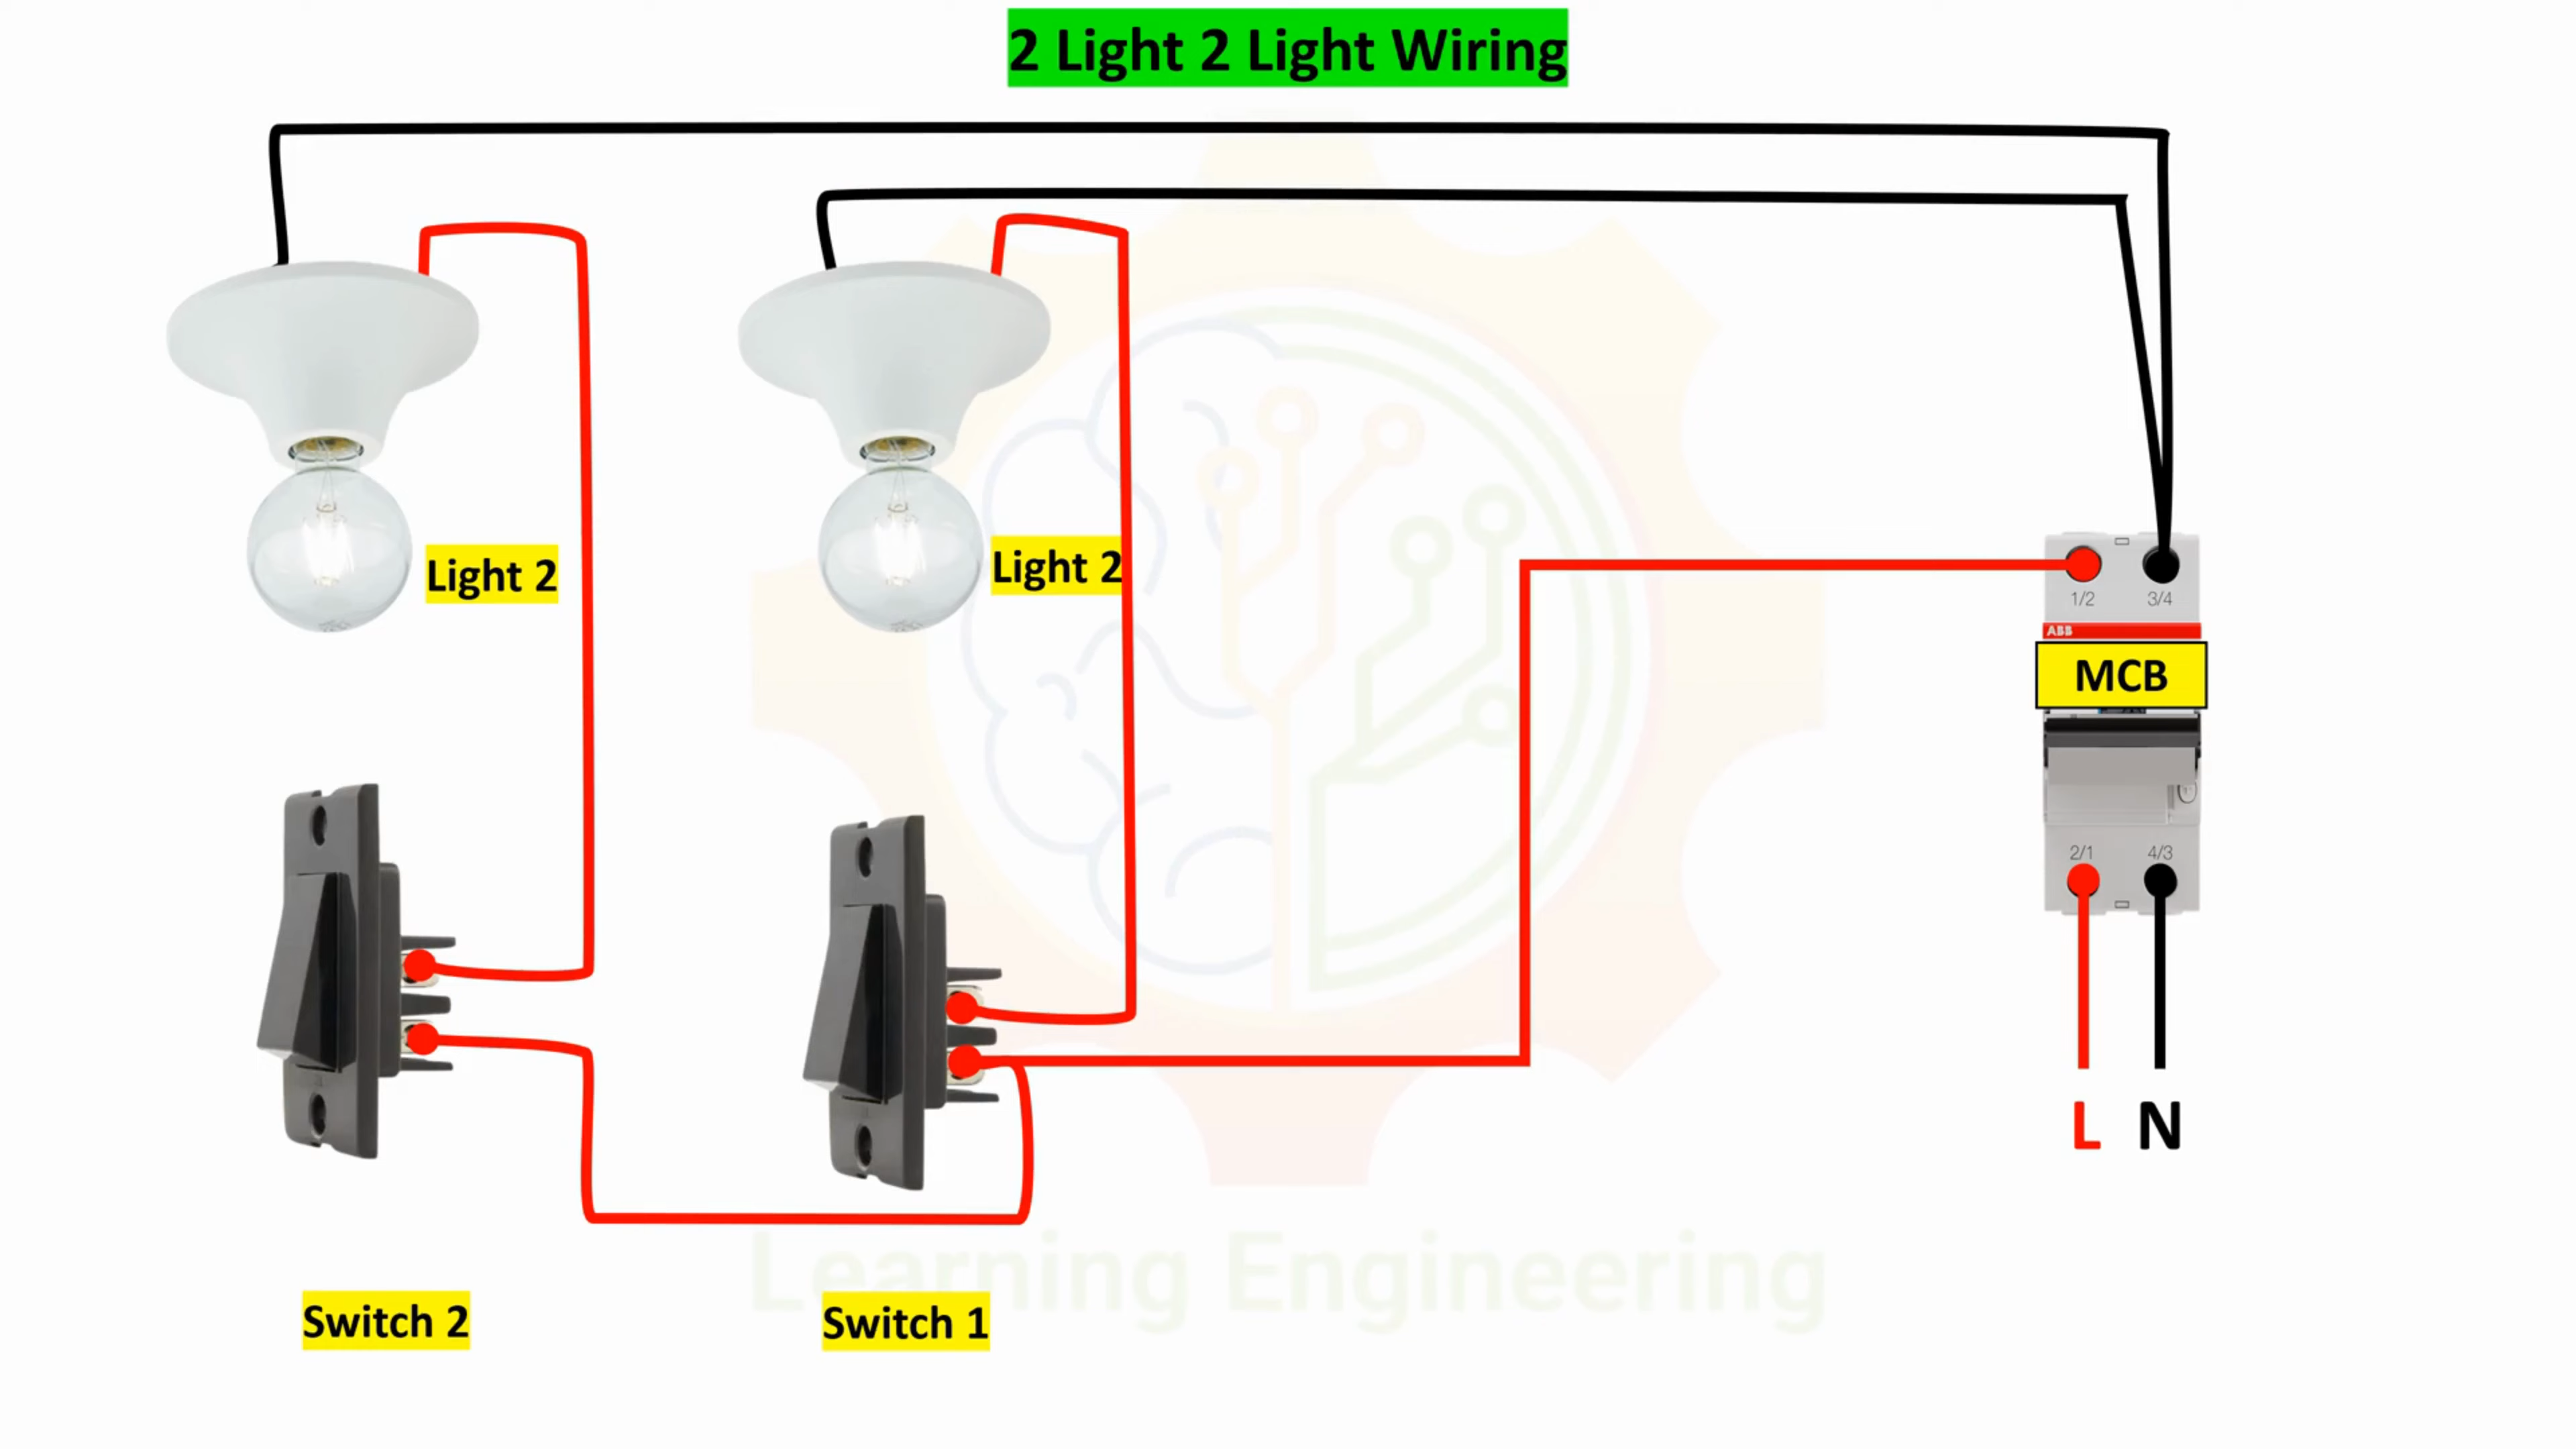 2 Light 2 Light Wiring
Light 2
Light 2
1/2 3/4
ABB
MCB
2/1 4/3
L N
Learning Engineering
Switch 2
Switch 1